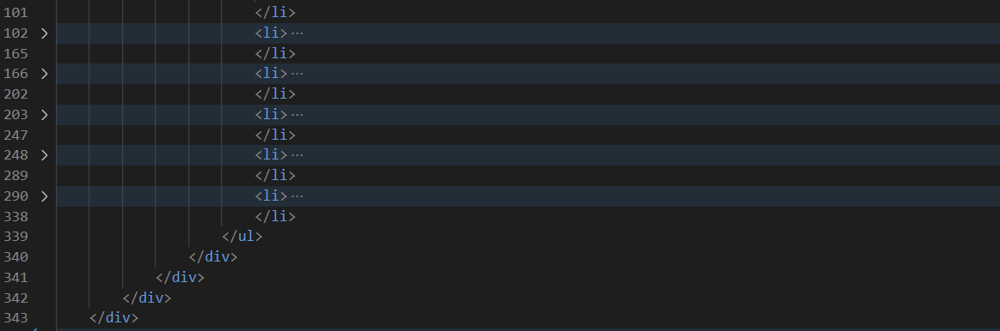 101 </li>
102 > <li>⋯
165 </li>
166 > <li>⋯
202 </li>
203 > <li>⋯
247 </li>
248 > <li>⋯
289 </li>
290 > <li>⋯
338 </li>
339 </ul>
340 </div>
341 </div>
342 </div>
343 </div>